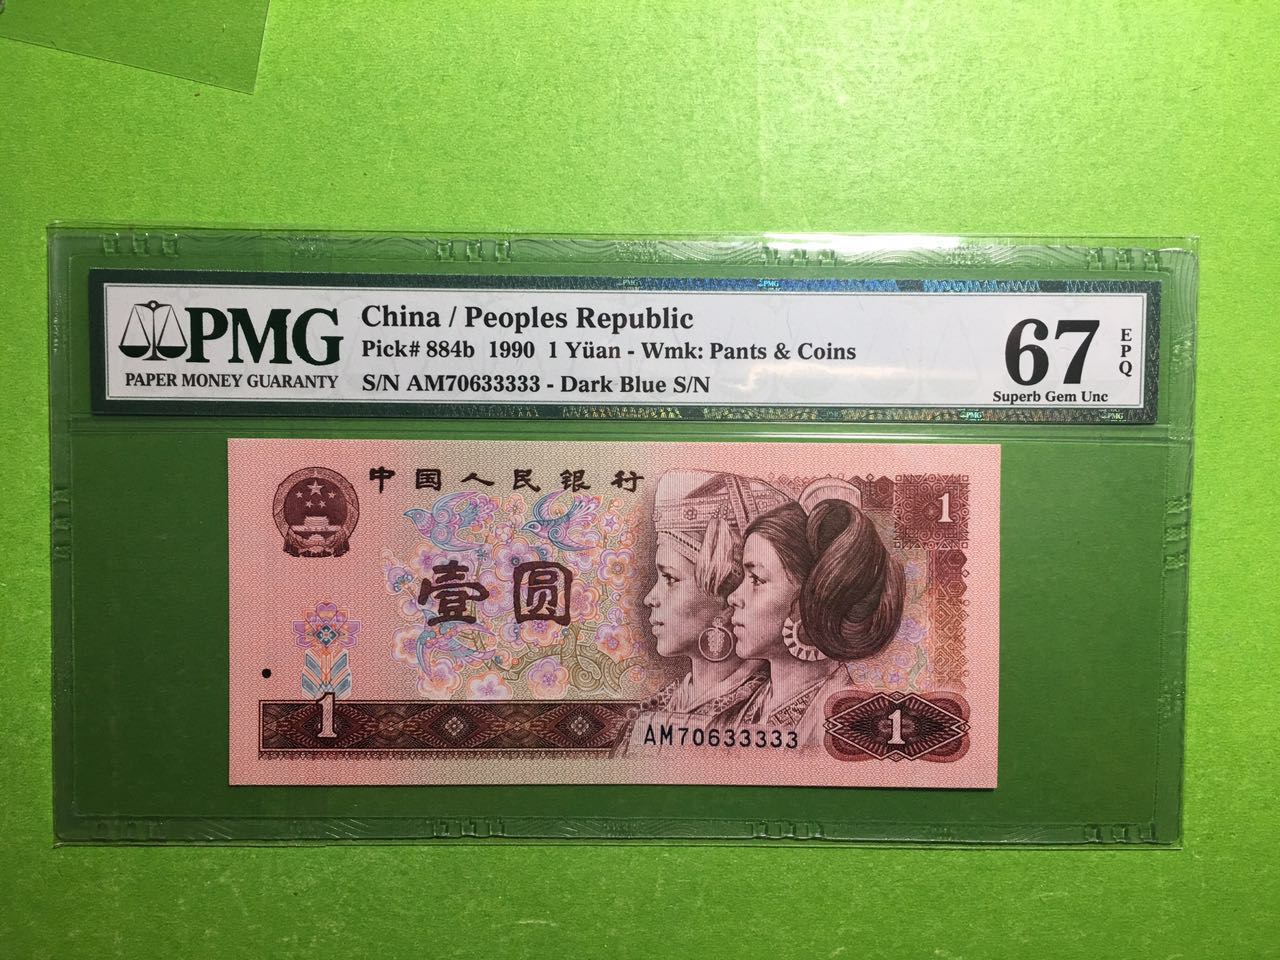 PMG
PAPER MONEY GUARANTY
China / Peoples Republic
Pick# 884b 1990 1 Yüan - Wmk: Pants & Coins
S/N AM70633333 - Dark Blue S/N
67
EPQ
Superb Gem Unc
中国人民银行
1
壹圆
1
AM70633333
1